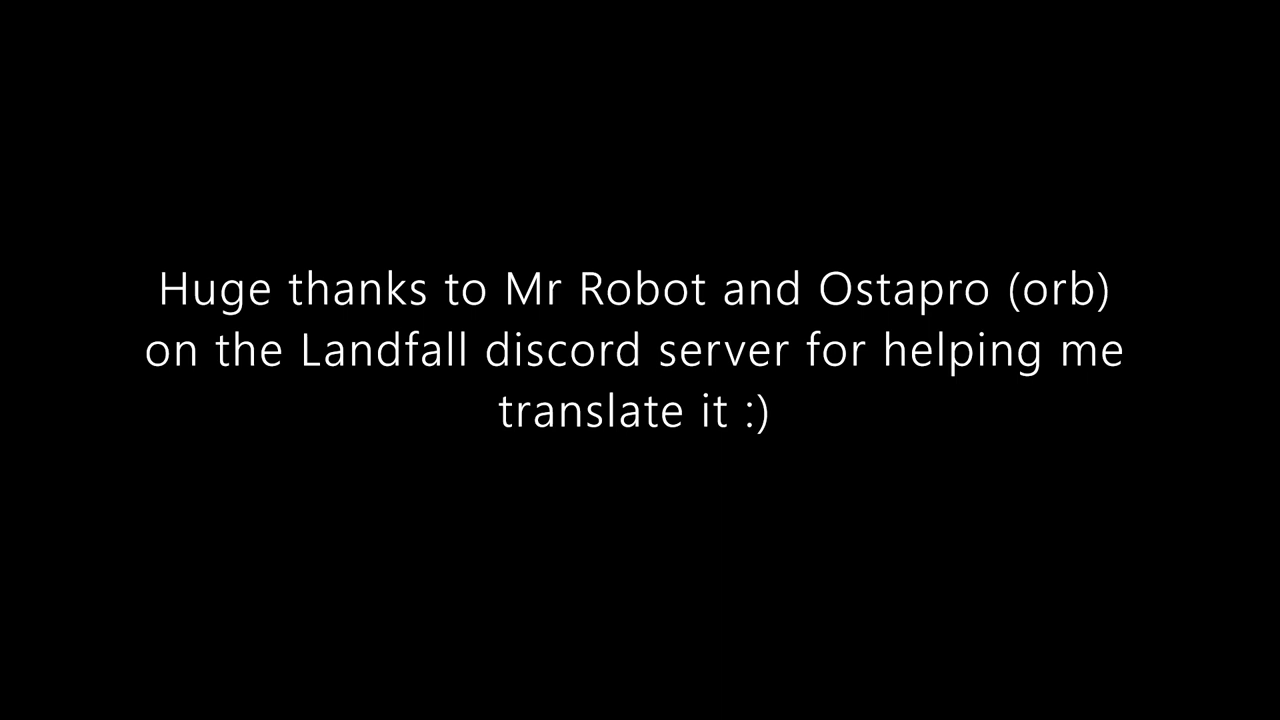 Huge thanks to Mr Robot and Ostapro (orb)
on the Landfall discord server for helping me
translate it :)